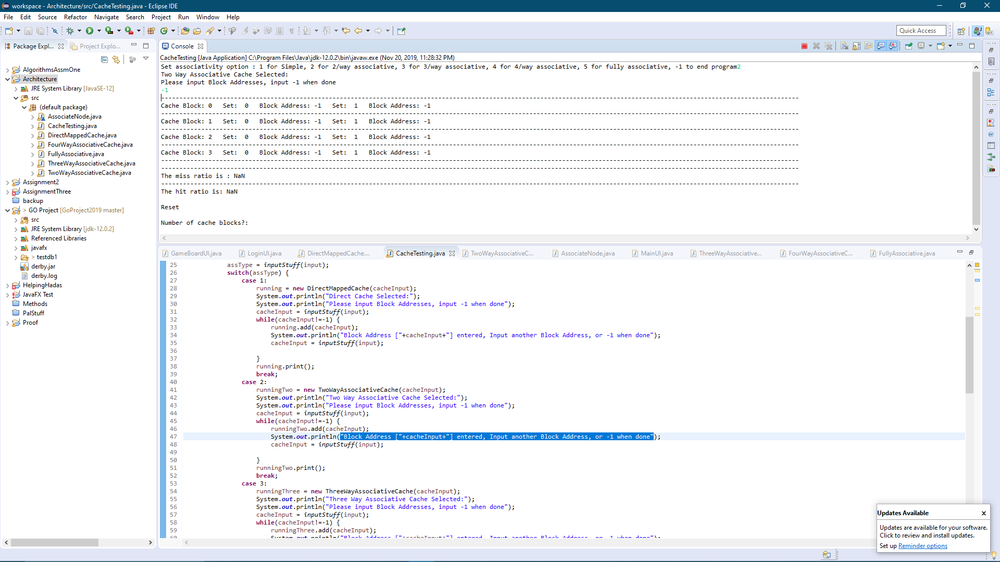 workspace - Architecture/src/CacheTesting.java - Eclipse IDE
File Edit Source Refactor Navigate Search Project Run Window Help
Quick Access
Package Expl...
Project Explo...
AlgorithmsAssmOne
Architecture
JRE System Library [JavaSE-12]
src
(default package)
AssociateNode.java
CacheTesting.java
DirectMappedCache.java
FourWayAssociativeCache.java
FullyAssociative.java
ThreeWayAssociativeCache.java
TwoWayAssociativeCache.java
Assignment2
AssignmentThree
backup
> GO Project [GoProject2019 master]
src
JRE System Library [jdk-12.0.2]
Referenced Libraries
javafx
> testdb1
derby.jar
derby.log
HelpingHadas
JavaFX Test
Methods
PalStuff
Proof
Console
CacheTesting [Java Application] C:\Program Files\Java\jdk-12.0.2\bin\javaw.exe (Nov 20, 2019, 11:28:32 PM)
Set associativity option : 1 for Simple, 2 for 2/way associative, 3 for 3/way associative, 4 for 4/way associative, 5 for fully associative, -1 to end program2
Two Way Associative Cache Selected:
Please input Block Addresses, input -1 when done
-1
Cache Block: 0 Set: 0 Block Address: -1 Set: 1 Block Address: -1
Cache Block: 1 Set: 0 Block Address: -1 Set: 1 Block Address: -1
Cache Block: 2 Set: 0 Block Address: -1 Set: 1 Block Address: -1
Cache Block: 3 Set: 0 Block Address: -1 Set: 1 Block Address: -1
The miss ratio is : NaN
The hit ratio is: NaN
Reset
Number of cache blocks?:
GameBoardUI.java LoginUI.java DirectMappedCache.... CacheTesting.java TwoWayAssociativeC... AssociateNode.java MainUI.java ThreeWayAssociative... FourWayAssociativeC... FullyAssociative.java
25 assType = inputStuff(input);
26 switch(assType) {
27 case 1:
28 running = new DirectMappedCache(cacheInput);
29 System.out.println("Direct Cache Selected:");
30 System.out.println("Please input Block Addresses, input -1 when done");
31 cacheInput = inputStuff(input);
32 while(cacheInput!=-1) {
33 running.add(cacheInput);
34 System.out.println("Block Address ["+cacheInput+"] entered, Input another Block Address, or -1 when done");
35 cacheInput = inputStuff(input);
36
37 }
38 running.print();
39 break;
40 case 2:
41 runningTwo = new TwoWayAssociativeCache(cacheInput);
42 System.out.println("Two Way Associative Cache Selected:");
43 System.out.println("Please input Block Addresses, input -1 when done");
44 cacheInput = inputStuff(input);
45 while(cacheInput!=-1) {
46 runningTwo.add(cacheInput);
47 System.out.println("Block Address ["+cacheInput+"] entered, Input another Block Address, or -1 when done");
48 cacheInput = inputStuff(input);
49
50 }
51 runningTwo.print();
52 break;
53 case 3:
54 runningThree = new ThreeWayAssociativeCache(cacheInput);
55 System.out.println("Three Way Associative Cache Selected:");
56 System.out.println("Please input Block Addresses, input -1 when done");
57 cacheInput = inputStuff(input);
58 while(cacheInput!=-1) {
59 runningThree.add(cacheInput);
60 System.out.println("Block Address ["+cacheInput+"] entered, Input another Block Address, or -1 when done");
Updates Available
Updates are available for your software.
Click to review and install updates.
Set up Reminder options